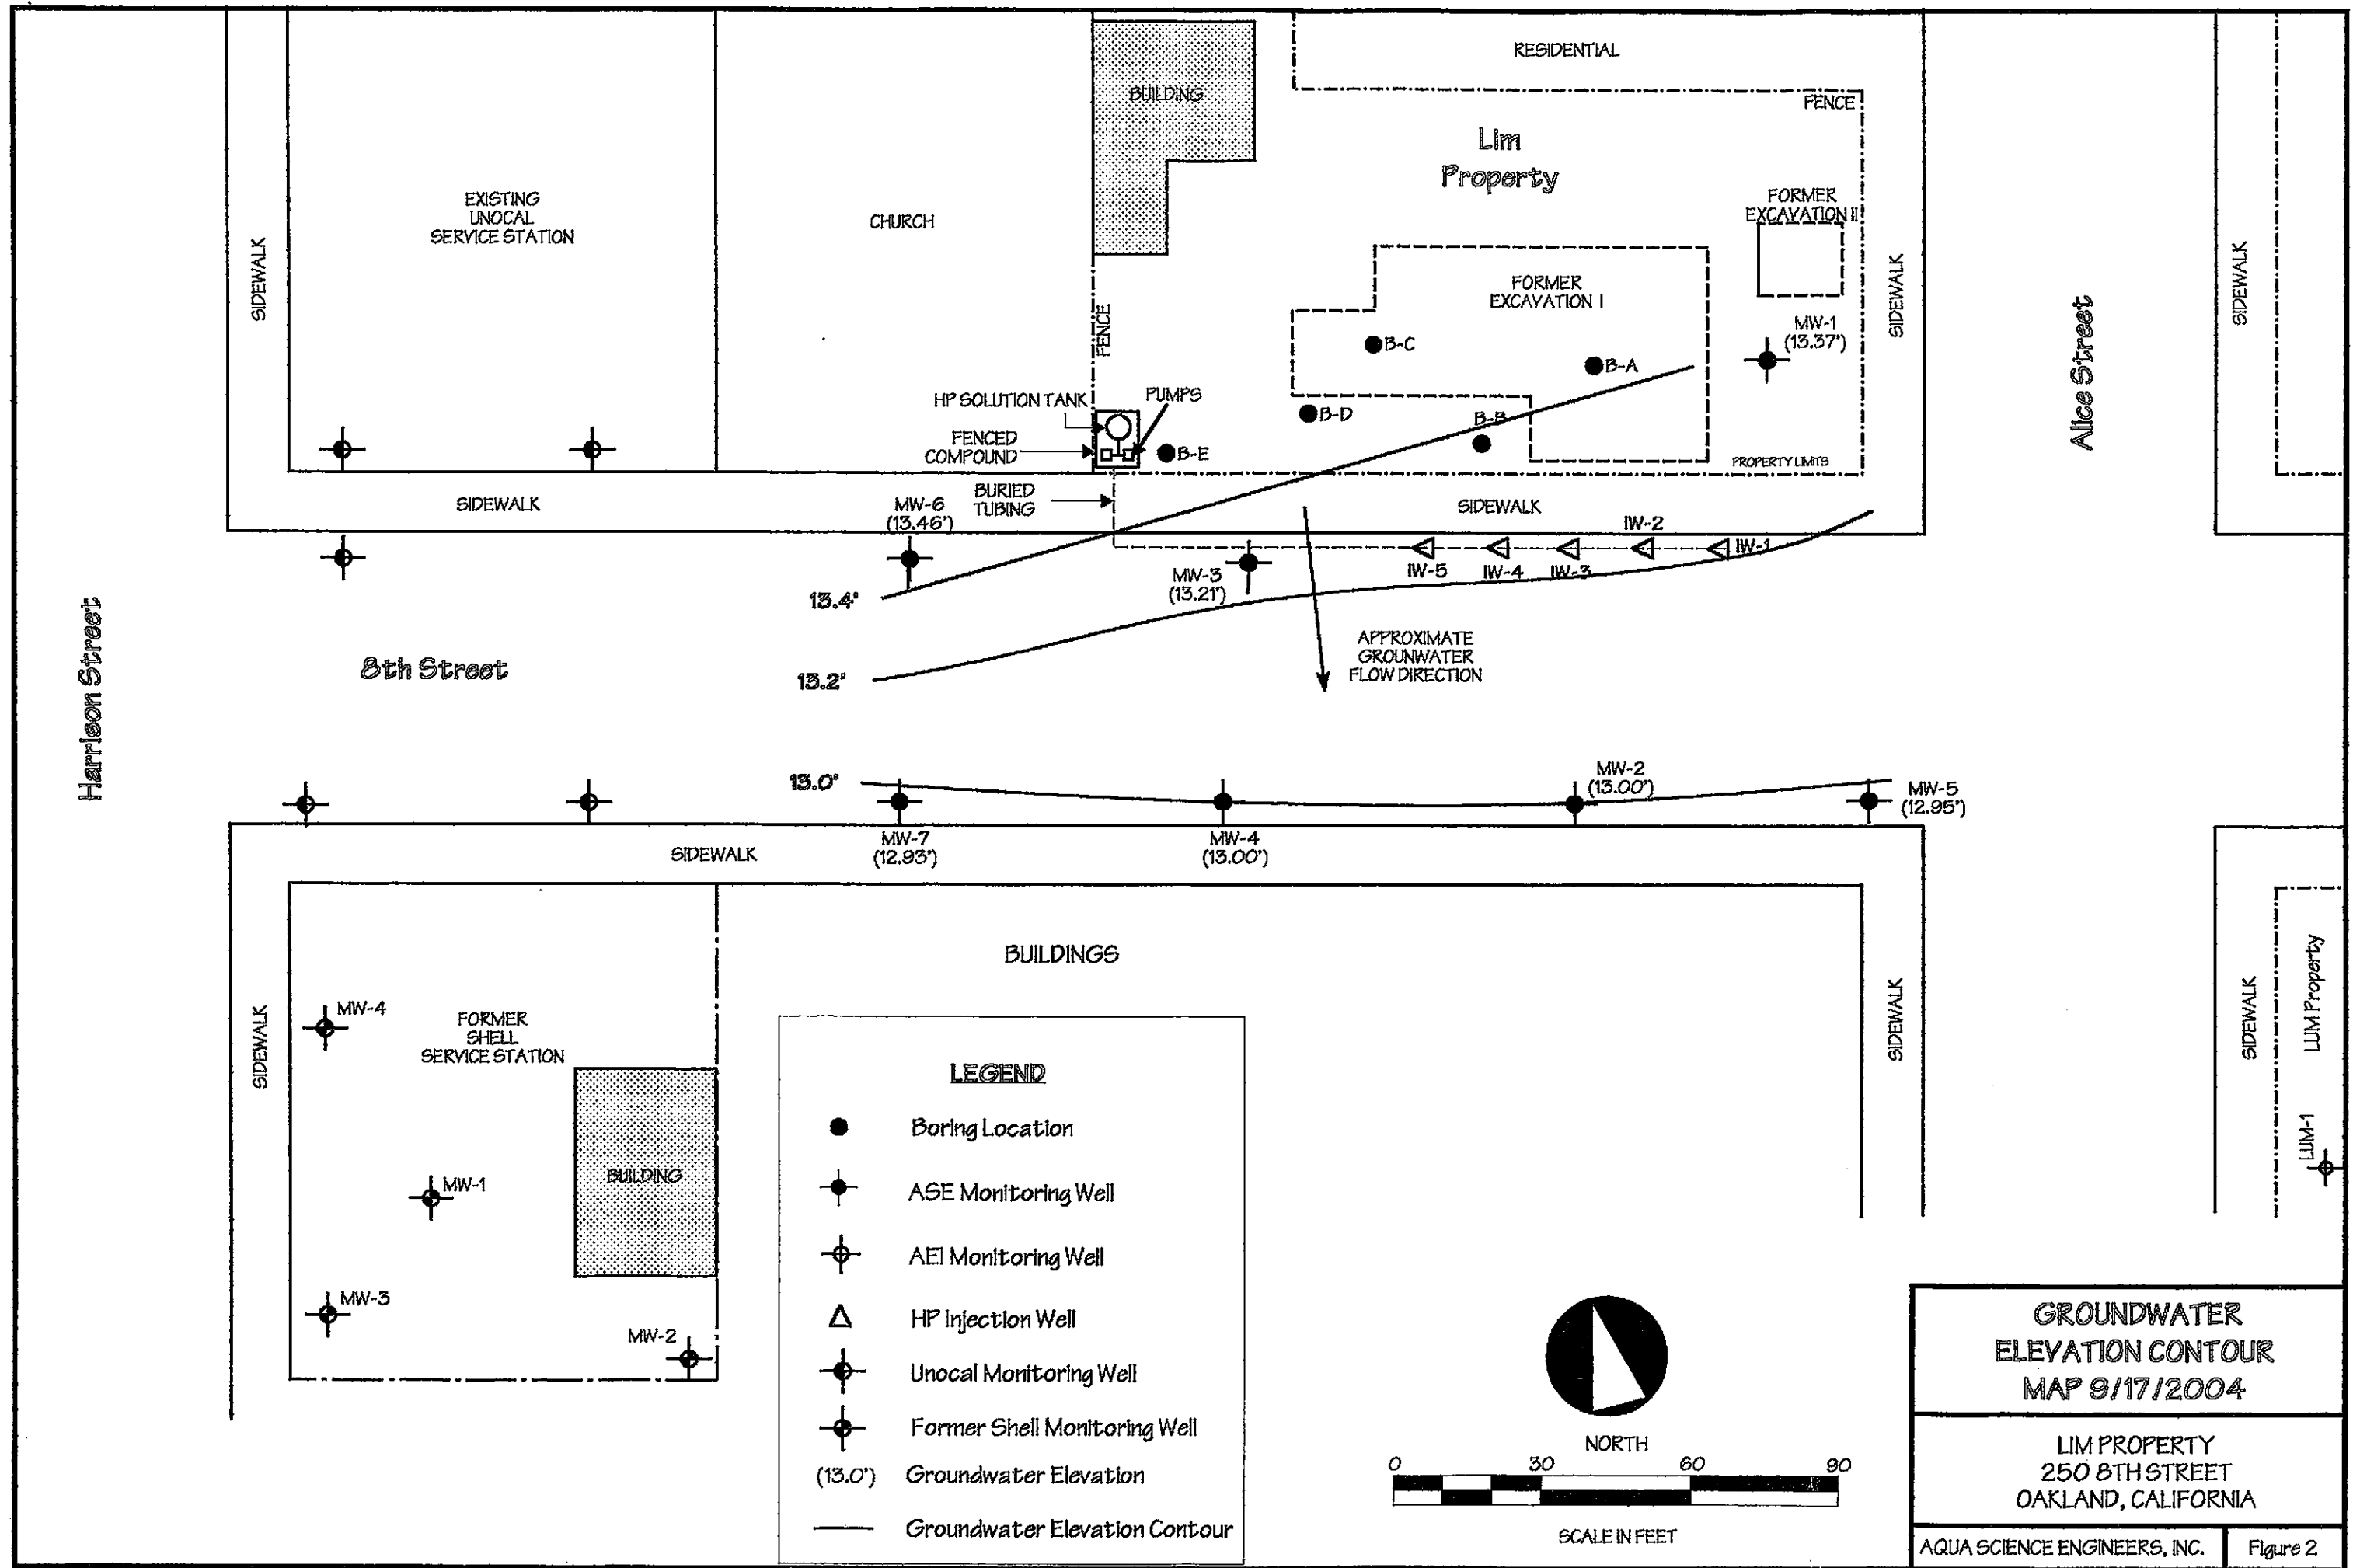 RESIDENTIAL
BUILDING
FENCE
Lim
Property
EXISTING
UNOCAL
SERVICE STATION
CHURCH
FORMER
EXCAVATION II
SIDEWALK
SIDEWALK
SIDEWALK
FORMER
EXCAVATION I
FENCE
MW-1
(13.37')
Alice Street
B-C
B-A
HP SOLUTION TANK
PUMPS
B-D
B-B
FENCED
COMPOUND
B-E
PROPERTY LIMITS
BURIED
TUBING
SIDEWALK
MW-6
(13.46')
SIDEWALK
IW-2
IW-1
IW-5
IW-4
IW-3
MW-3
(13.21')
13.4'
Harrison Street
8th Street
13.2'
APPROXIMATE
GROUNWATER
FLOW DIRECTION
13.0'
MW-2
(13.00')
MW-5
(12.95')
MW-7
(12.93')
MW-4
(13.00')
SIDEWALK
BUILDINGS
MW-4
FORMER
SHELL
SERVICE STATION
SIDEWALK
SIDEWALK
SIDEWALK
LUM Property
LUM-1
BUILDING
MW-1
MW-3
MW-2
LEGEND
Boring Location
ASE Monitoring Well
AEI Monitoring Well
HP Injection Well
Unocal Monitoring Well
Former Shell Monitoring Well
(13.0') Groundwater Elevation
Groundwater Elevation Contour
NORTH
0 30 60 90
SCALE IN FEET
GROUNDWATER
ELEVATION CONTOUR
MAP 9/17/2004
LIM PROPERTY
250 8TH STREET
OAKLAND, CALIFORNIA
AQUA SCIENCE ENGINEERS, INC.
Figure 2